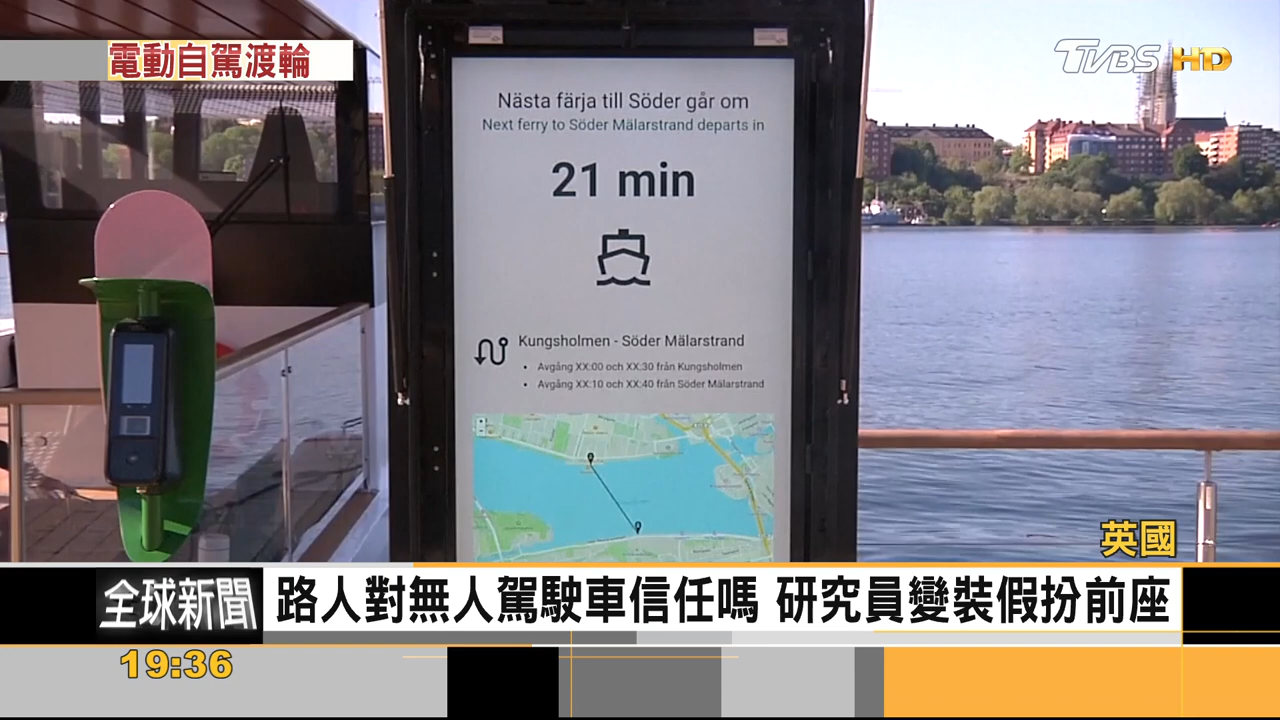 電動自駕渡輪
TVBS HD
Nästa färja till Söder går om
Next ferry to Söder Mälarstrand departs in
21 min
Kungsholmen - Söder Mälarstrand
• Avgång XX:00 och XX:30 från Kungsholmen
• Avgång XX:10 och XX:40 från Söder Mälarstrand
英國
全球新聞
路人對無人駕駛車信任嗎 研究員變裝假扮前座
19:36